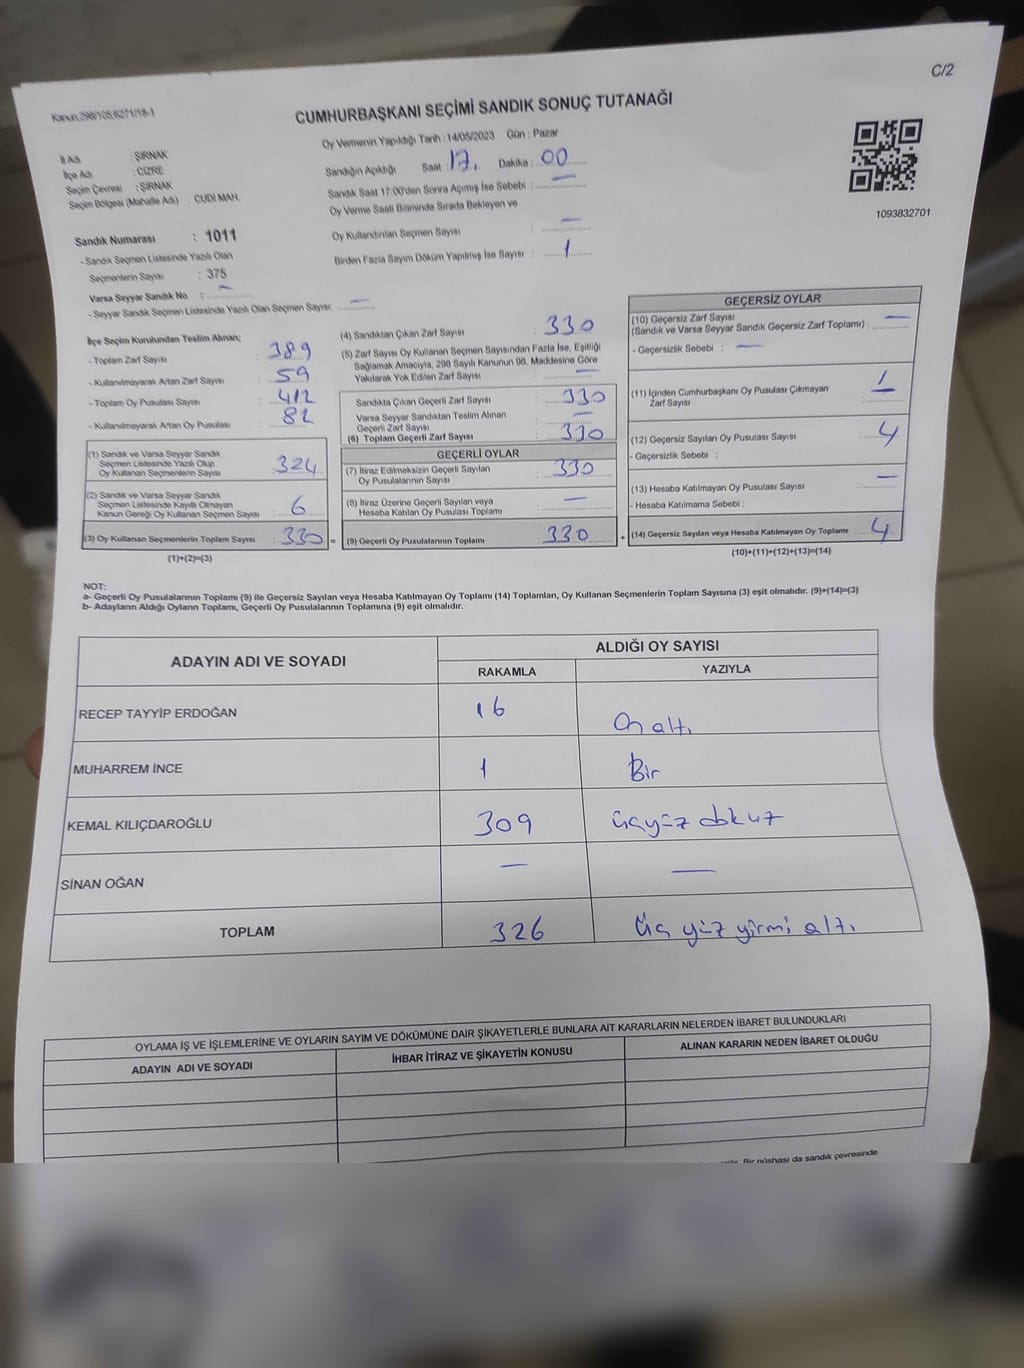 C/2
Kanun,298/105;6271/18-1
CUMHURBAŞKANI SEÇİMİ SANDIK SONUÇ TUTANAĞI
Oy Vermenin Yapıldığı Tarih : 14/05/2023 Gün : Pazar
İl Adı : ŞIRNAK
İlçe Adı : CİZRE
Seçim Çevresi : ŞIRNAK
Seçim Bölgesi (Mahalle Adı) : CUDİ MAH.
Sandığın Açıldığı Saat : 17, Dakika : 00
Sandık Saat 17:00'den Sonra Açılmış İse Sebebi : —
Oy Verme Saati Bitiminde Sırada Bekleyen ve
Oy Kullandırılan Seçmen Sayısı : —
Birden Fazla Sayım Döküm Yapılmış İse Sayısı : 1
1093832701
Sandık Numarası : 1011
- Sandık Seçmen Listesinde Yazılı Olan
Seçmenlerin Sayısı : 375
Varsa Seyyar Sandık No : —
- Seyyar Sandık Seçmen Listesinde Yazılı Olan Seçmen Sayısı: —
İlçe Seçim Kurulundan Teslim Alınan;
- Toplam Zarf Sayısı : 389
- Kullanılmayarak Artan Zarf Sayısı : 59
- Toplam Oy Pusulası Sayısı : 412
- Kullanılmayarak Artan Oy Pusulası : 82
(1) Sandık ve Varsa Seyyar Sandık
Seçmen Listesinde Yazılı Olup
Oy Kullanan Seçmenlerin Sayısı : 324
(2) Sandık ve Varsa Seyyar Sandık
Seçmen Listesinde Kayıtlı Olmayan
Kanun Gereği Oy Kullanan Seçmen Sayısı : 6
(3) Oy Kullanan Seçmenlerin Toplam Sayısı : 330 =
(1)+(2)=(3)
(4) Sandıktan Çıkan Zarf Sayısı : 330
(5) Zarf Sayısı Oy Kullanan Seçmen Sayısından Fazla İse, Eşitliği
Sağlamak Amacıyla, 298 Sayılı Kanunun 98. Maddesine Göre
Yakılarak Yok Edilen Zarf Sayısı : —
Sandıkta Çıkan Geçerli Zarf Sayısı : 330
Varsa Seyyar Sandıktan Teslim Alınan
Geçerli Zarf Sayısı : —
(6) Toplam Geçerli Zarf Sayısı : 330
GEÇERLİ OYLAR
(7) İtiraz Edilmeksizin Geçerli Sayılan
Oy Pusulalarının Sayısı : 330
(8) İtiraz Üzerine Geçerli Sayılan veya
Hesaba Katılan Oy Pusulası Toplamı : —
(9) Geçerli Oy Pusulalarının Toplamı : 330 +
GEÇERSİZ OYLAR
(10) Geçersiz Zarf Sayısı
(Sandık ve Varsa Seyyar Sandık Geçersiz Zarf Toplamı) : —
- Geçersizlik Sebebi : —
(11) İçinden Cumhurbaşkanı Oy Pusulası Çıkmayan
Zarf Sayısı : 1
(12) Geçersiz Sayılan Oy Pusulası Sayısı : 4
- Geçersizlik Sebebi :
(13) Hesaba Katılmayan Oy Pusulası Sayısı : —
- Hesaba Katılmama Sebebi :
(14) Geçersiz Sayılan veya Hesaba Katılmayan Oy Toplamı : 4
(10)+(11)+(12)+(13)=(14)
NOT:
a- Geçerli Oy Pusulalarının Toplamı (9) ile Geçersiz Sayılan veya Hesaba Katılmayan Oy Toplamı (14) Toplamları, Oy Kullanan Seçmenlerin Toplam Sayısına (3) eşit olmalıdır. (9)+(14)=(3)
b- Adayların Aldığı Oyların Toplamı, Geçerli Oy Pusulalarının Toplamına (9) eşit olmalıdır.
ADAYIN ADI VE SOYADI
ALDIĞI OY SAYISI
RAKAMLA YAZIYLA
RECEP TAYYİP ERDOĞAN 16 On altı
MUHARREM İNCE 1 Bir
KEMAL KILIÇDAROĞLU 309 üçyüz dokuz
SİNAN OĞAN — —
TOPLAM 326 Üç yüz yirmi altı
OYLAMA İŞ VE İŞLEMLERİNE VE OYLARIN SAYIM VE DÖKÜMÜNE DAİR ŞİKAYETLERLE BUNLARA AİT KARARLARIN NELERDEN İBARET BULUNDUKLARI
ADAYIN ADI VE SOYADI İHBAR İTİRAZ VE ŞİKAYETİN KONUSU ALINAN KARARIN NEDEN İBARET OLDUĞU
Bir nüshası da sandık çevresinde